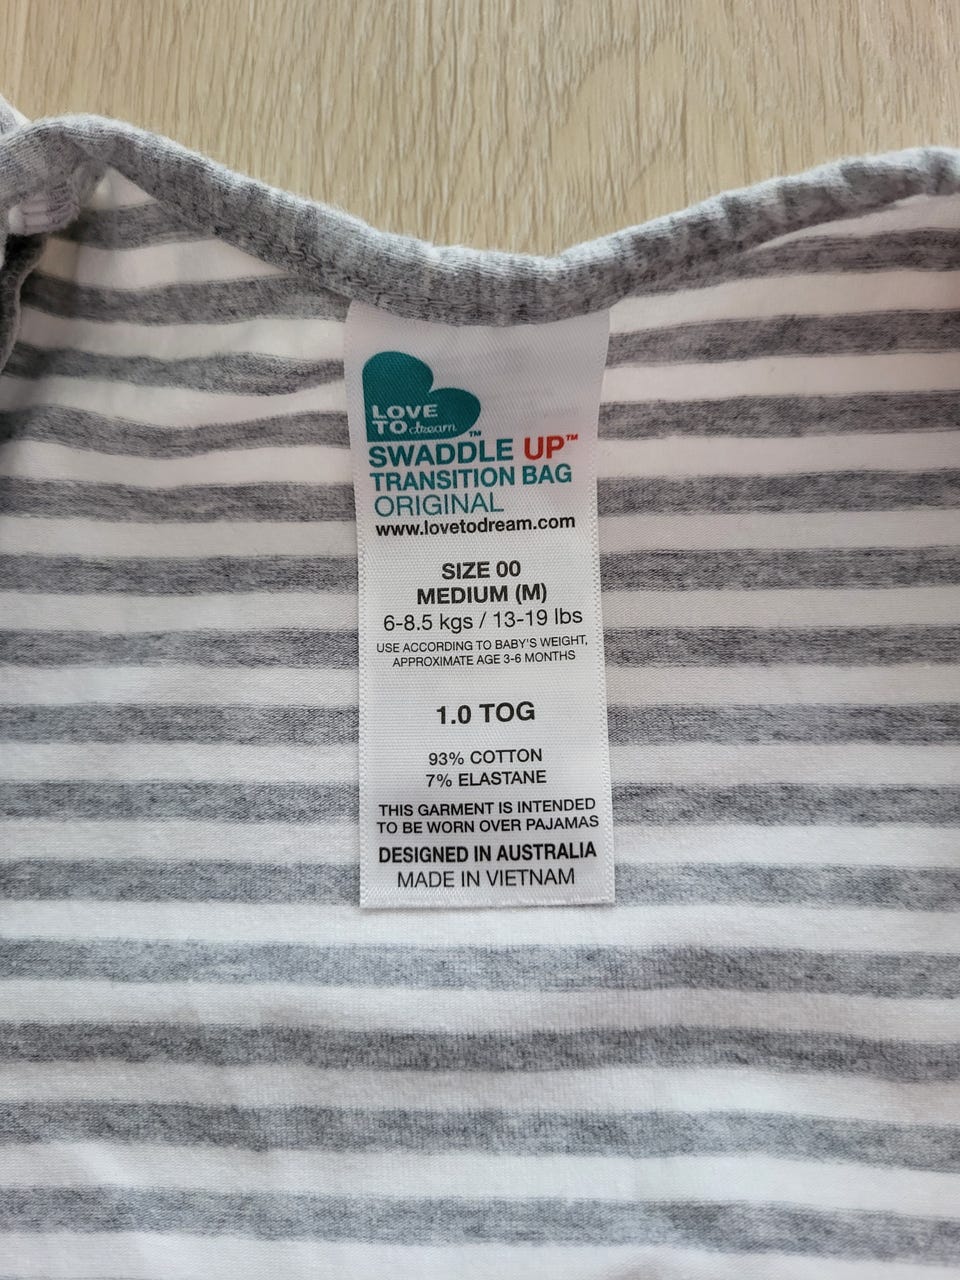 LOVE
TO dream™
SWADDLE UP™
TRANSITION BAG
ORIGINAL
www.lovetodream.com
SIZE 00
MEDIUM (M)
6-8.5 kgs / 13-19 lbs
USE ACCORDING TO BABY'S WEIGHT,
APPROXIMATE AGE 3-6 MONTHS
1.0 TOG
93% COTTON
7% ELASTANE
THIS GARMENT IS INTENDED
TO BE WORN OVER PAJAMAS
DESIGNED IN AUSTRALIA
MADE IN VIETNAM